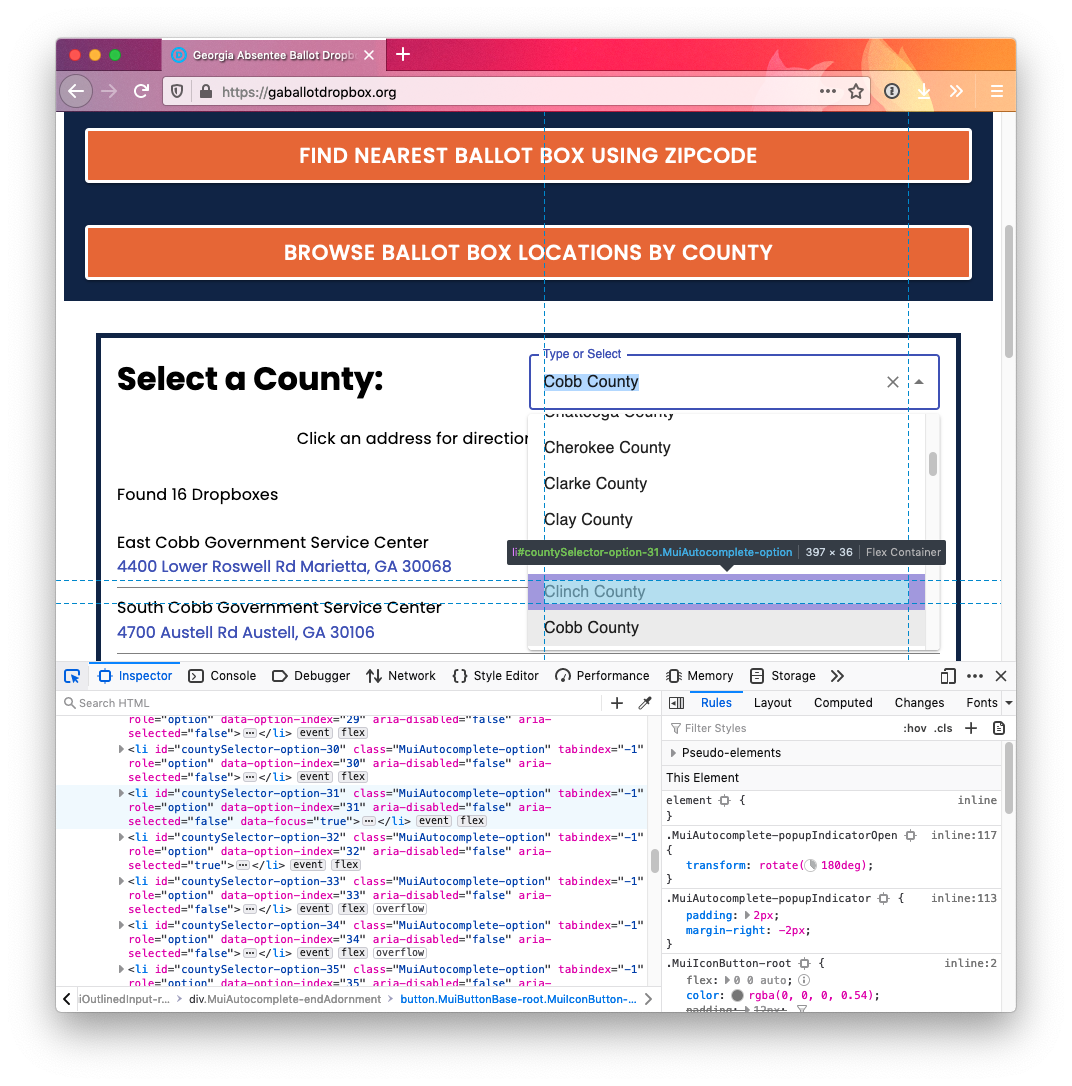 Georgia Absentee Ballot Dropb
https://gaballotdropbox.org
FIND NEAREST BALLOT BOX USING ZIPCODE
BROWSE BALLOT BOX LOCATIONS BY COUNTY
Select a County:
Type or Select
Cobb County
Click an address for direction
Chattooga County
Cherokee County
Clarke County
Clay County
Found 16 Dropboxes
East Cobb Government Service Center
4400 Lower Roswell Rd Marietta, GA 30068
li#countySelector-option-31.MuiAutocomplete-option 397 × 36 Flex Container
Clinch County
South Cobb Government Service Center
4700 Austell Rd Austell, GA 30106
Cobb County
Inspector Console Debugger Network Style Editor Performance Memory Storage
Search HTML
role="option" data-option-index="29" aria-disabled="false" aria-
selected="false"> </li> event flex
<li id="countySelector-option-30" class="MuiAutocomplete-option" tabindex="-1"
role="option" data-option-index="30" aria-disabled="false" aria-
selected="false"> </li> event flex
<li id="countySelector-option-31" class="MuiAutocomplete-option" tabindex="-1"
role="option" data-option-index="31" aria-disabled="false" aria-
selected="false" data-focus="true"> </li> event flex
<li id="countySelector-option-32" class="MuiAutocomplete-option" tabindex="-1"
role="option" data-option-index="32" aria-disabled="false" aria-
selected="true"> </li> event flex
<li id="countySelector-option-33" class="MuiAutocomplete-option" tabindex="-1"
role="option" data-option-index="33" aria-disabled="false" aria-
selected="false"> </li> event flex overflow
<li id="countySelector-option-34" class="MuiAutocomplete-option" tabindex="-1"
role="option" data-option-index="34" aria-disabled="false" aria-
selected="false"> </li> event flex overflow
<li id="countySelector-option-35" class="MuiAutocomplete-option" tabindex="-1"
role="option" data-option-index="35" aria-disabled="false" aria-
iOutlinedInput-r... div.MuiAutocomplete-endAdornment button.MuiButtonBase-root.MuiIconButton-...
Rules Layout Computed Changes Fonts
Filter Styles :hov .cls
Pseudo-elements
This Element
element { inline
}
.MuiAutocomplete-popupIndicatorOpen inline:117
{
transform: rotate( 180deg);
}
.MuiAutocomplete-popupIndicator { inline:113
padding: 2px;
margin-right: -2px;
}
.MuiIconButton-root { inline:2
flex: 0 0 auto;
color: rgba(0, 0, 0, 0.54);
padding: 12px;